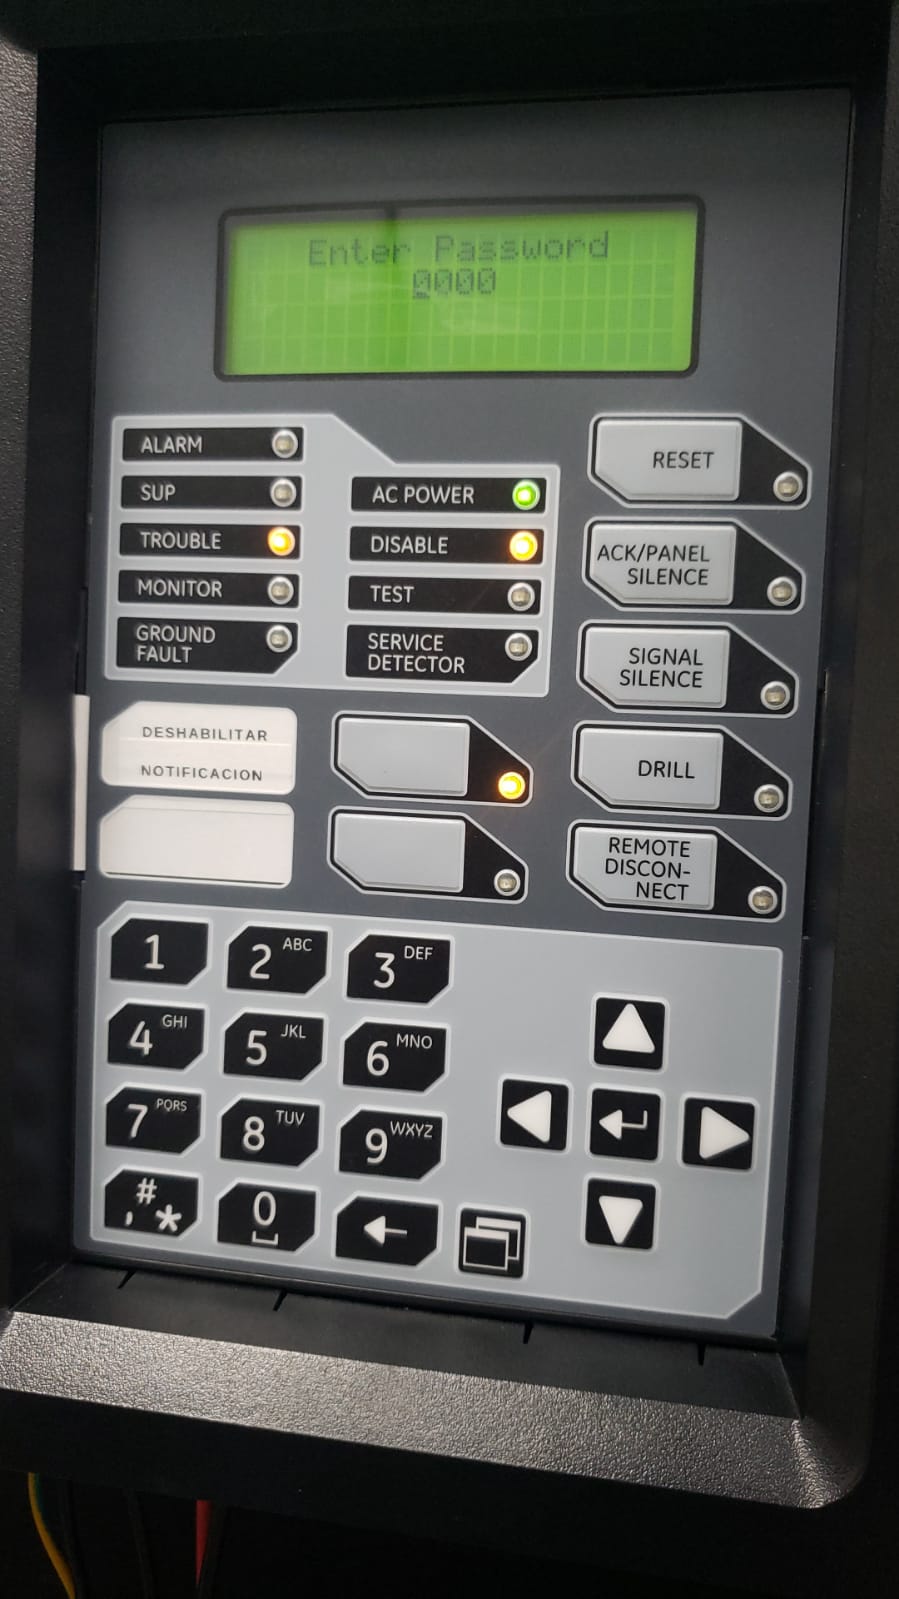 Enter Password
0000
ALARM
SUP
TROUBLE
MONITOR
GROUND
FAULT
AC POWER
DISABLE
TEST
SERVICE
DETECTOR
RESET
ACK/PANEL
SILENCE
SIGNAL
SILENCE
DRILL
REMOTE
DISCON-
NECT
DESHABILITAR
NOTIFICACION
1
2 ABC
3 DEF
4 GHI
5 JKL
6 MNO
7 PQRS
8 TUV
9 WXYZ
, # *
0